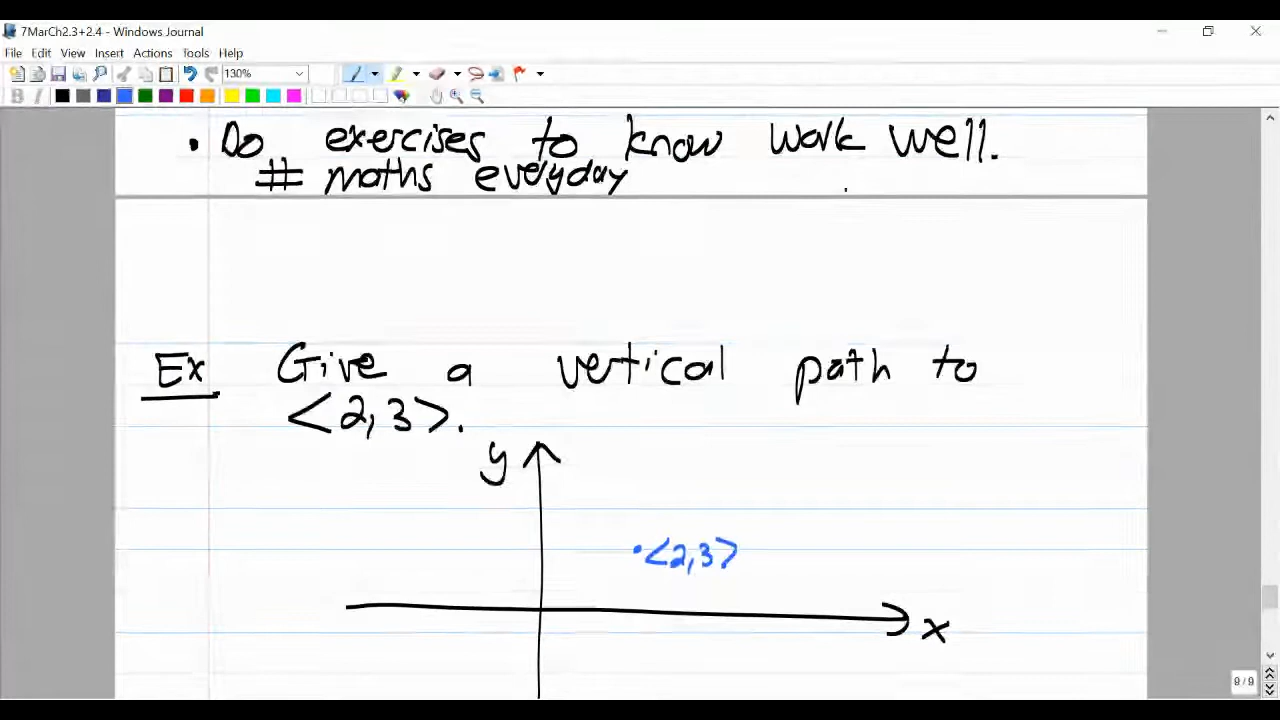 7MarCh2.3+2.4 - Windows Journal
File Edit View Insert Actions Tools Help
130%
B I
• Do exercises to know work well.
# maths everyday
Ex Give a vertical path to
<2,3>.
y
<2,3>
x
9 / 9